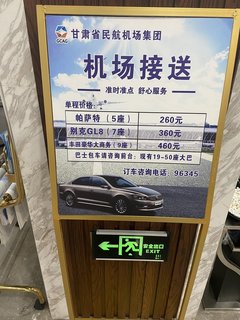 GCAG
甘肃省民航机场集团
机场接送
准时准点 舒心服务
单程价格：
帕萨特（5座） 260元
别克GL8（7座） 360元
丰田豪华大商务（9座） 460元
巴士包车请咨询前台：现有19-50座大巴
订车咨询电话：96345
安全出口
EXIT